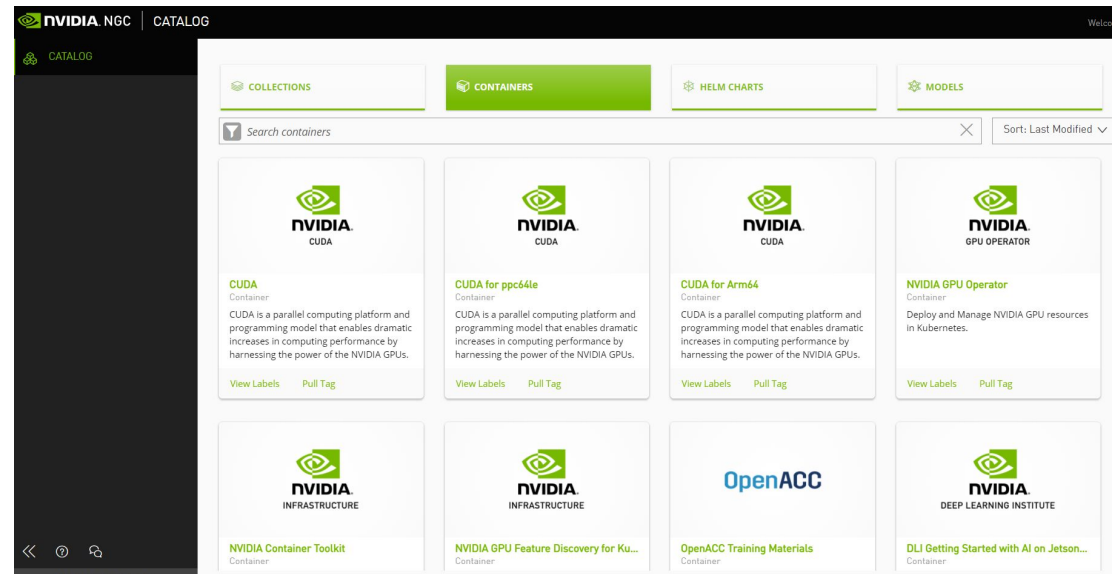 NVIDIA. NGC | CATALOG
Welco
CATALOG
COLLECTIONS
CONTAINERS
HELM CHARTS
MODELS
Search containers
Sort: Last Modified
NVIDIA.
CUDA
NVIDIA.
CUDA
NVIDIA.
CUDA
NVIDIA.
GPU OPERATOR
CUDA
Container
CUDA is a parallel computing platform and
programming model that enables dramatic
increases in computing performance by
harnessing the power of the NVIDIA GPUs.
View Labels Pull Tag
CUDA for ppc64le
Container
CUDA is a parallel computing platform and
programming model that enables dramatic
increases in computing performance by
harnessing the power of the NVIDIA GPUs.
View Labels Pull Tag
CUDA for Arm64
Container
CUDA is a parallel computing platform and
programming model that enables dramatic
increases in computing performance by
harnessing the power of the NVIDIA GPUs.
View Labels Pull Tag
NVIDIA GPU Operator
Container
Deploy and Manage NVIDIA GPU resources
in Kubernetes.
View Labels Pull Tag
NVIDIA.
INFRASTRUCTURE
NVIDIA Container Toolkit
Container
NVIDIA.
INFRASTRUCTURE
NVIDIA GPU Feature Discovery for Ku...
Container
OpenACC
OpenACC Training Materials
Container
NVIDIA.
DEEP LEARNING INSTITUTE
DLI Getting Started with AI on Jetson...
Container